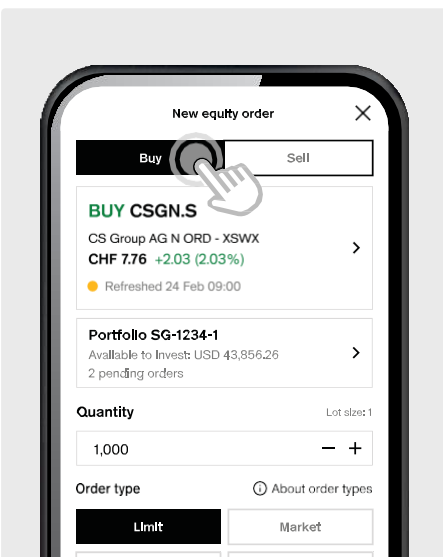 New equity order
Buy Sell
BUY CSGN.S
CS Group AG N ORD - XSWX
CHF 7.76 +2.03 (2.03%)
Refreshed 24 Feb 09:00
Portfolio SG-1234-1
Available to Invest: USD 43,856.26
2 pending orders
Quantity Lot size: 1
1,000
Order type About order types
Limit Market